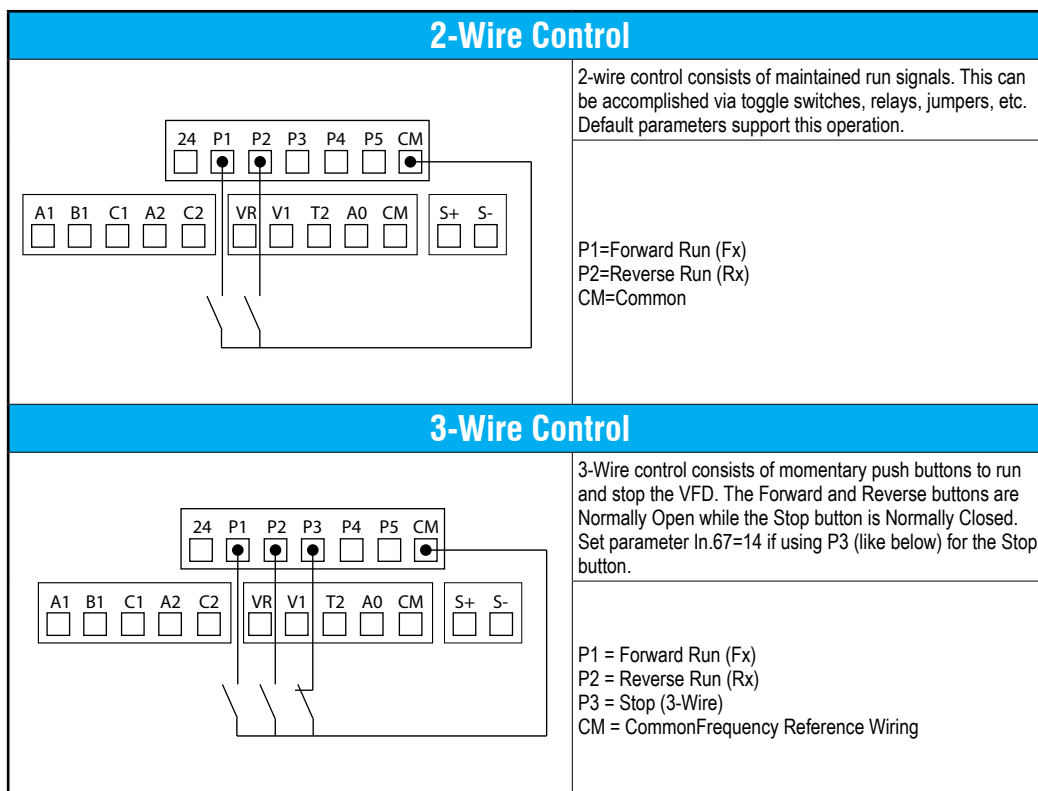 2-Wire Control
2-wire control consists of maintained run signals. This can
be accomplished via toggle switches, relays, jumpers, etc.
Default parameters support this operation.
24 P1 P2 P3 P4 P5 CM
A1 B1 C1 A2 C2 VR V1 T2 A0 CM S+ S-
P1=Forward Run (Fx)
P2=Reverse Run (Rx)
CM=Common
3-Wire Control
3-Wire control consists of momentary push buttons to run
and stop the VFD. The Forward and Reverse buttons are
Normally Open while the Stop button is Normally Closed.
Set parameter In.67=14 if using P3 (like below) for the Stop
button.
24 P1 P2 P3 P4 P5 CM
A1 B1 C1 A2 C2 VR V1 T2 A0 CM S+ S-
P1 = Forward Run (Fx)
P2 = Reverse Run (Rx)
P3 = Stop (3-Wire)
CM = CommonFrequency Reference Wiring